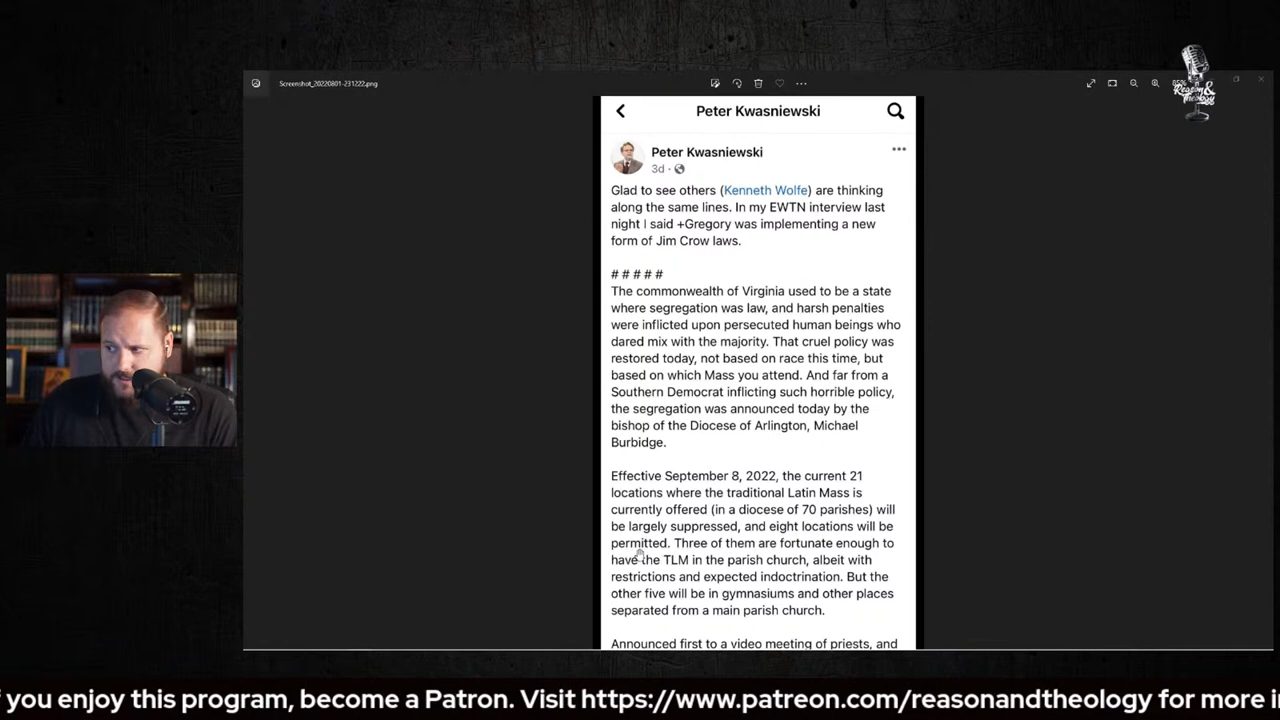 Screenshot_20220801-231222.png
Reason &
Theology
Peter Kwasniewski
Peter Kwasniewski
3d ·
Glad to see others (Kenneth Wolfe) are thinking
along the same lines. In my EWTN interview last
night I said +Gregory was implementing a new
form of Jim Crow laws.
# # # # #
The commonwealth of Virginia used to be a state
where segregation was law, and harsh penalties
were inflicted upon persecuted human beings who
dared mix with the majority. That cruel policy was
restored today, not based on race this time, but
based on which Mass you attend. And far from a
Southern Democrat inflicting such horrible policy,
the segregation was announced today by the
bishop of the Diocese of Arlington, Michael
Burbidge.
Effective September 8, 2022, the current 21
locations where the traditional Latin Mass is
currently offered (in a diocese of 70 parishes) will
be largely suppressed, and eight locations will be
permitted. Three of them are fortunate enough to
have the TLM in the parish church, albeit with
restrictions and expected indoctrination. But the
other five will be in gymnasiums and other places
separated from a main parish church.
Announced first to a video meeting of priests, and
you enjoy this program, become a Patron. Visit https://www.patreon.com/reasonandtheology for more